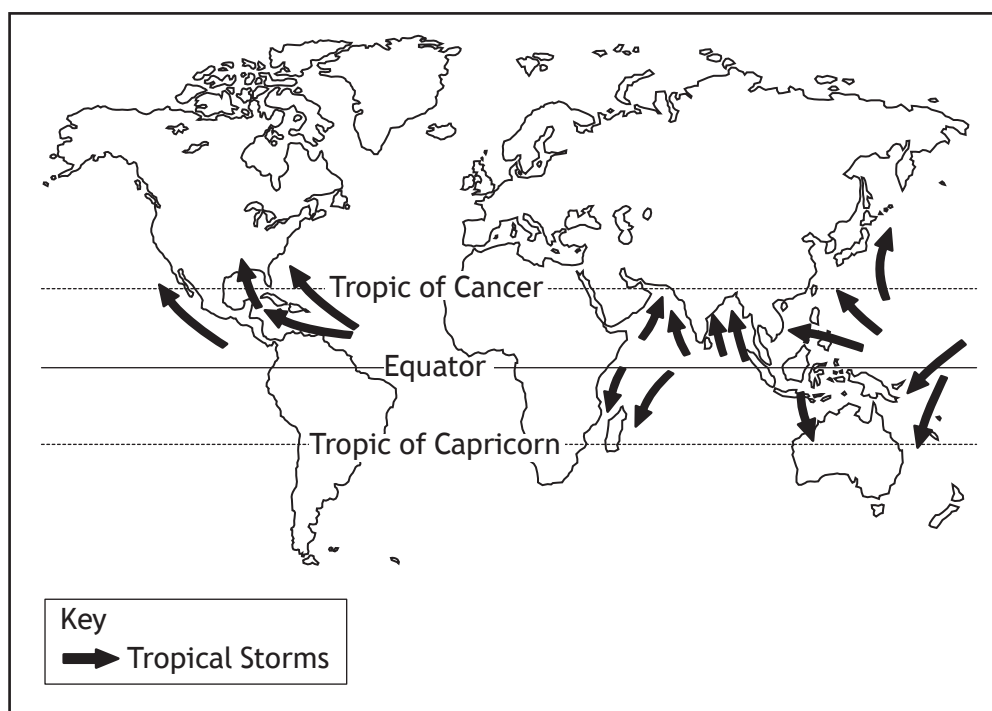 Tropic of Cancer
Equator
Tropic of Capricorn
Key
Tropical Storms